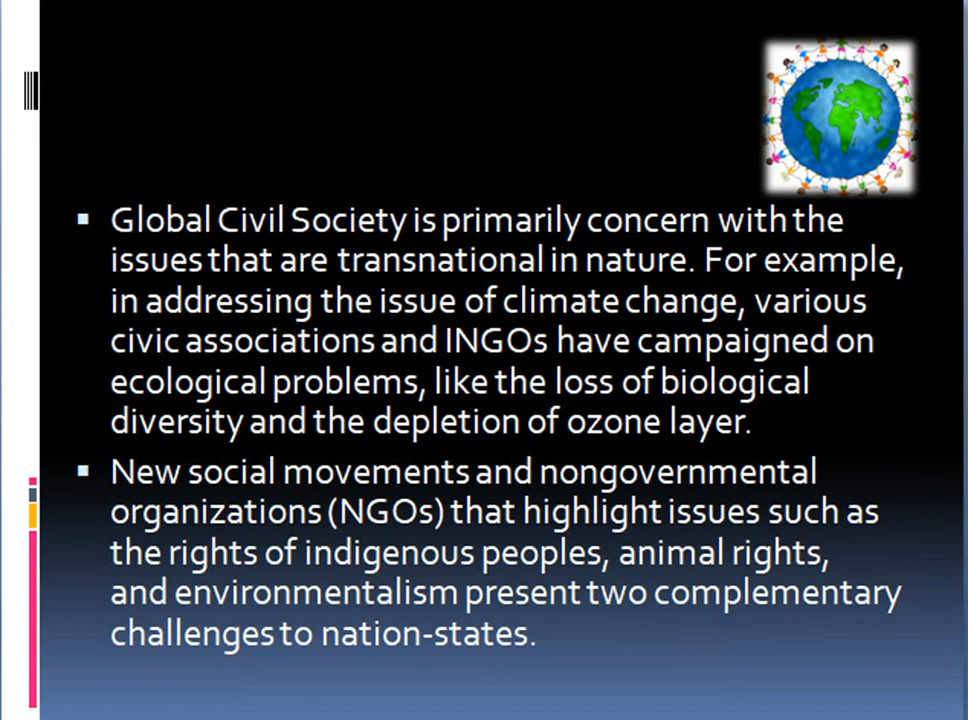 Global Civil Society is primarily concern with the
issues that are transnational in nature. For example,
in addressing the issue of climate change, various
civic associations and INGOs have campaigned on
ecological problems, like the loss of biological
diversity and the depletion of ozone layer.
New social movements and nongovernmental
organizations (NGOs) that highlight issues such as
the rights of indigenous peoples, animal rights,
and environmentalism present two complementary
challenges to nation-states.